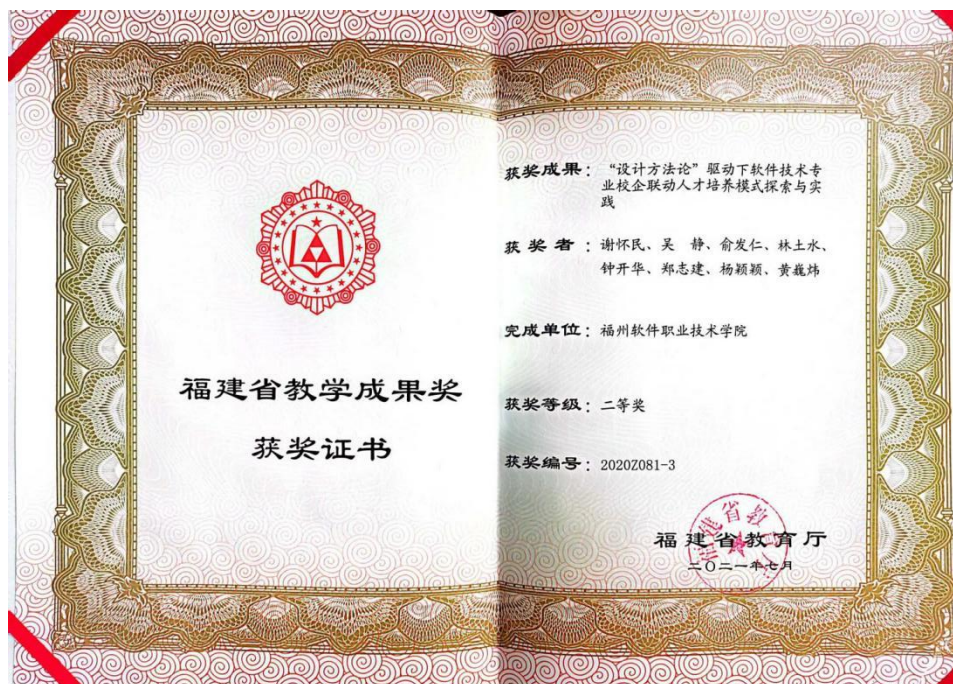 福建省教学成果奖
获奖证书
获奖成果：“设计方法论”驱动下软件技术专
业校企联动人才培养模式探索与实
践
获奖者：谢怀民、吴　静、俞发仁、林土水、
钟开华、郑志建、杨颖颖、黄巍炜
完成单位：福州软件职业技术学院
获奖等级：二等奖
获奖编号：2020Z081-3
福建省教育厅
二〇二一年七月